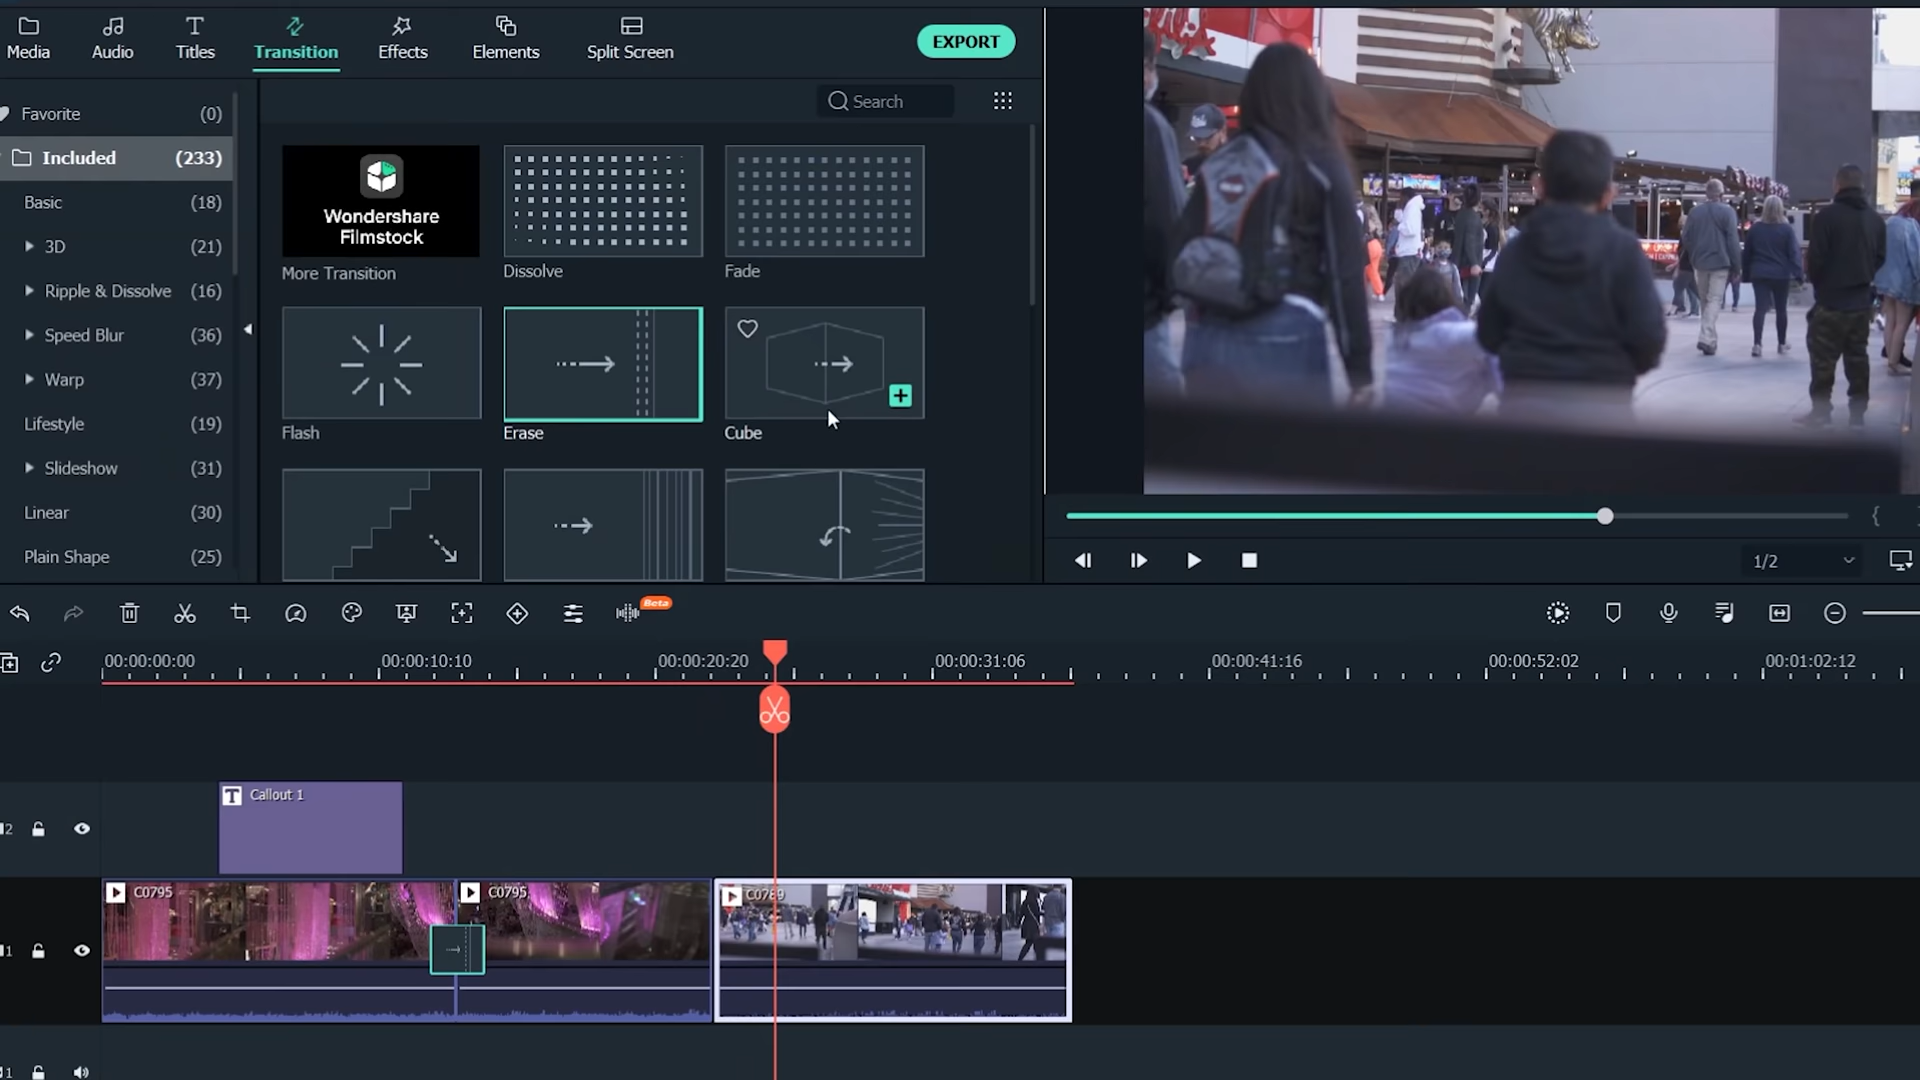 Media
Audio
Titles
Transition
Effects
Elements
Split Screen
EXPORT
Favorite (0)
Included (233)
Basic (18)
3D (21)
Ripple & Dissolve (16)
Speed Blur (36)
Warp (37)
Lifestyle (19)
Slideshow (31)
Linear (30)
Plain Shape (25)
Search
Wondershare
Filmstock
More Transition
Dissolve
Fade
Flash
Erase
Cube
1/2
Beta
00:00:00:00
00:00:10:10
00:00:20:20
00:00:31:06
00:00:41:16
00:00:52:02
00:01:02:12
2
T Callout 1
1
C0795
C0795
C0769
1